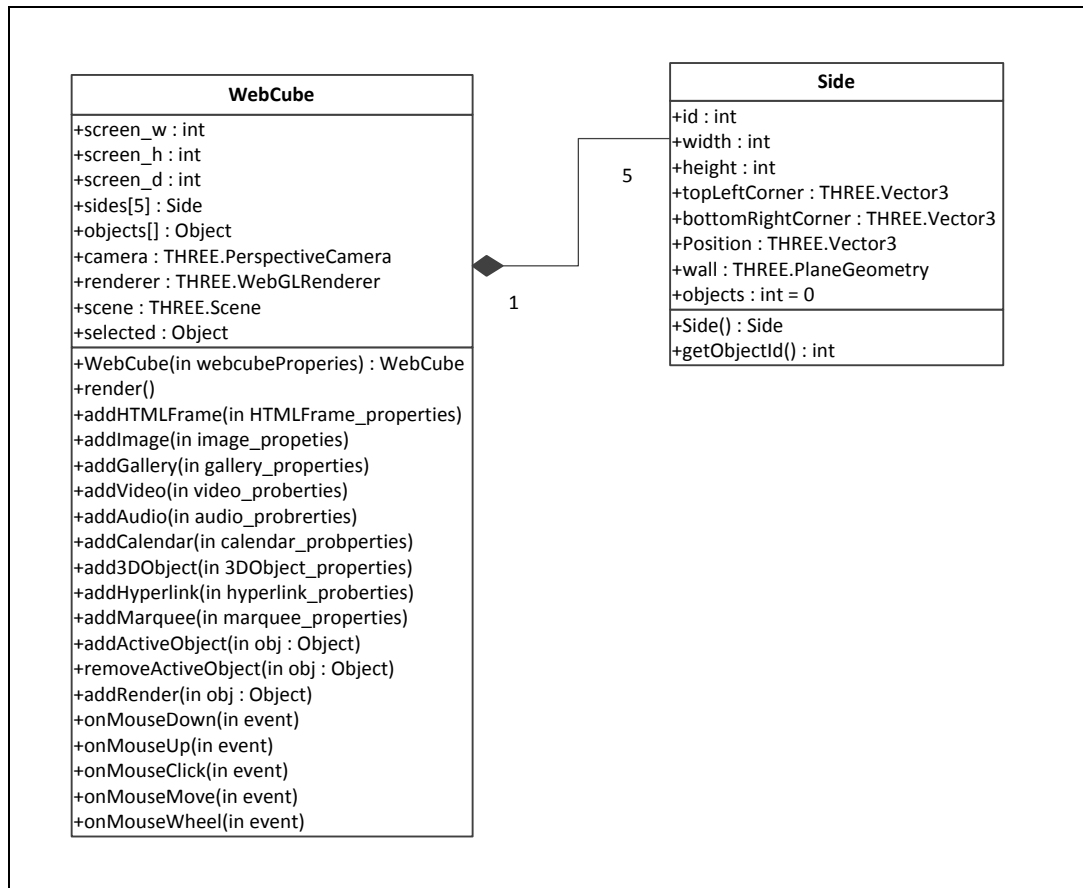 WebCube
+screen_w : int
+screen_h : int
+screen_d : int
+sides[5] : Side
+objects[] : Object
+camera : THREE.PerspectiveCamera
+renderer : THREE.WebGLRenderer
+scene : THREE.Scene
+selected : Object
+WebCube(in webcubeProperies) : WebCube
+render()
+addHTMLFrame(in HTMLFrame_properties)
+addImage(in image_propeties)
+addGallery(in gallery_properties)
+addVideo(in video_proberties)
+addAudio(in audio_probrerties)
+addCalendar(in calendar_probperties)
+add3DObject(in 3DObject_properties)
+addHyperlink(in hyperlink_proberties)
+addMarquee(in marquee_properties)
+addActiveObject(in obj : Object)
+removeActiveObject(in obj : Object)
+addRender(in obj : Object)
+onMouseDown(in event)
+onMouseUp(in event)
+onMouseClick(in event)
+onMouseMove(in event)
+onMouseWheel(in event)
1
5
Side
+id : int
+width : int
+height : int
+topLeftCorner : THREE.Vector3
+bottomRightCorner : THREE.Vector3
+Position : THREE.Vector3
+wall : THREE.PlaneGeometry
+objects : int = 0
+Side() : Side
+getObjectId() : int